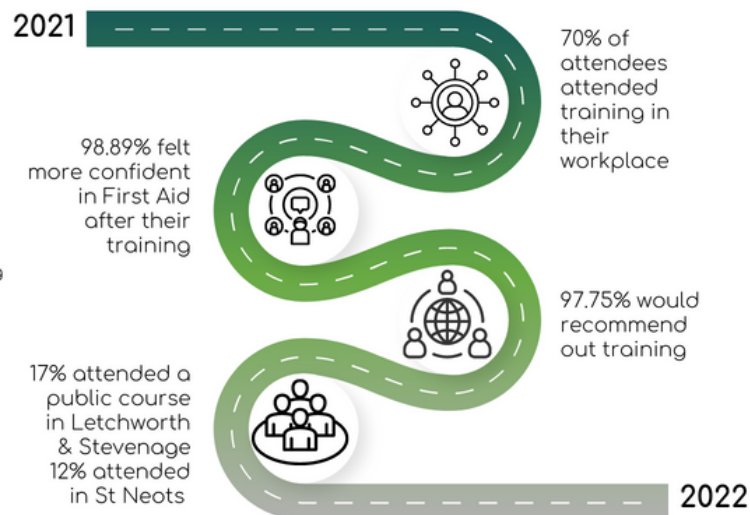 2021
70% of
attendees
attended
training in
their
workplace
98.89% felt
more confident
in First Aid
after their
training
97.75% would
recommend
out training
17% attended a
public course
in Letchworth
& Stevenage
12% attended
in St Neots
2022